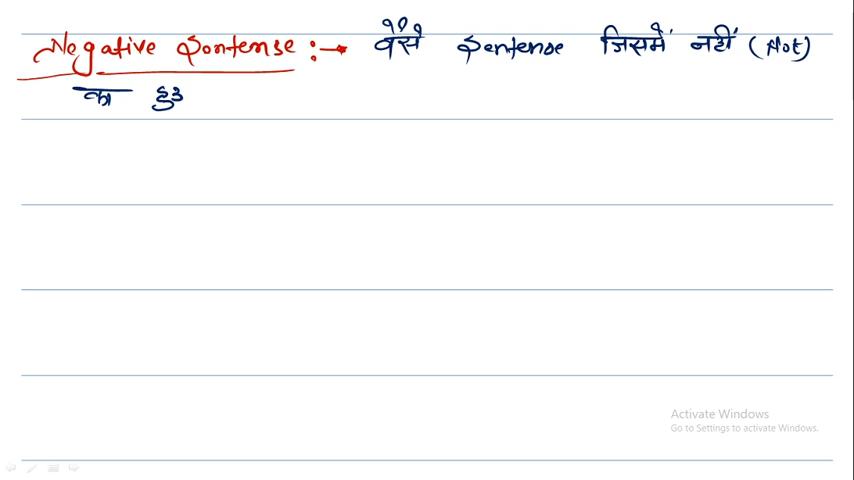 Negative Sentense :→ वैसे Sentense जिसमें नहीं (Not)
का हु
Activate Windows
Go to Settings to activate Windows.